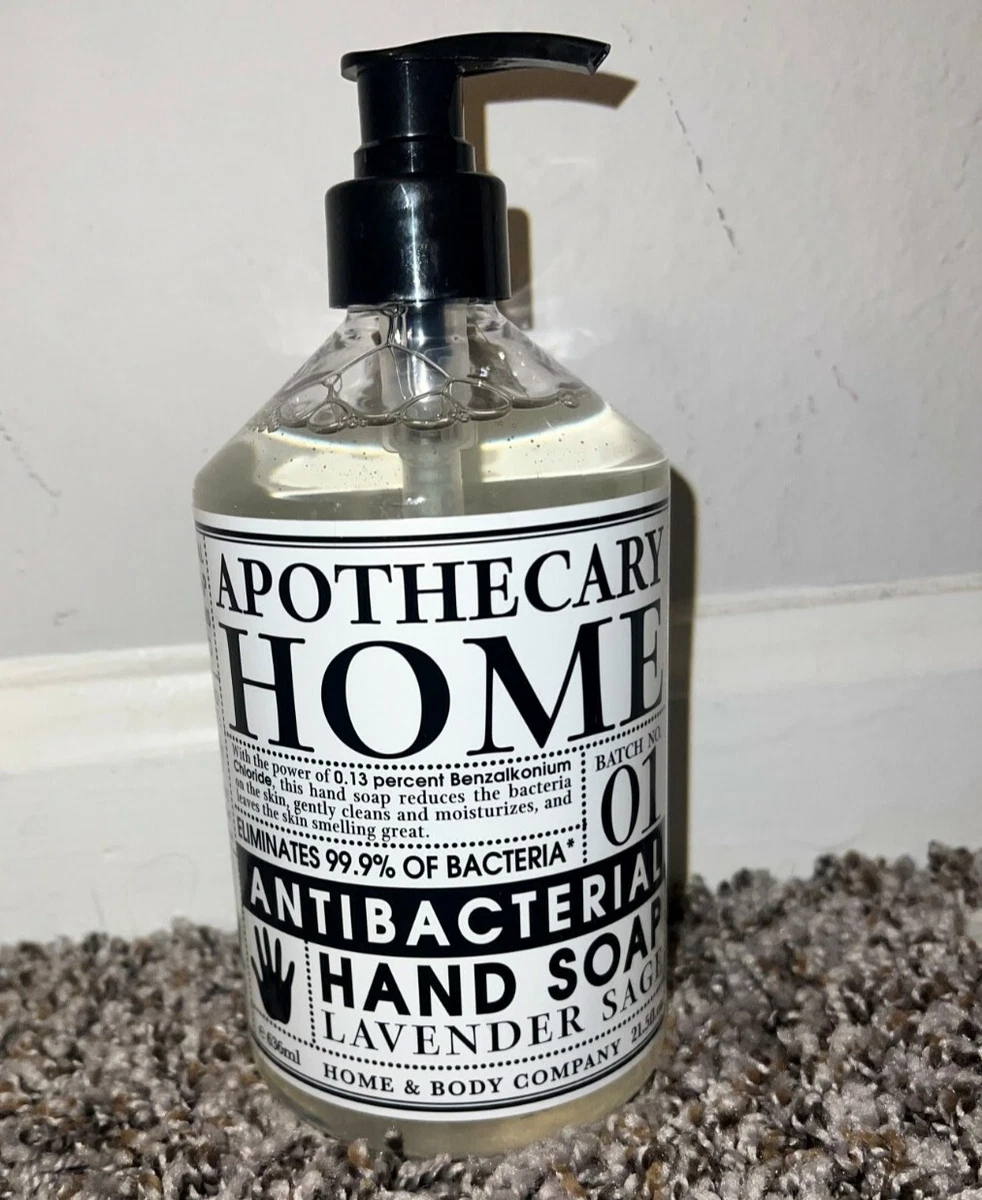 APOTHECARY
HOME
With the power of 0.13 percent Benzalkonium
Chloride, this hand soap reduces the bacteria
on the skin, gently cleans and moisturizes, and
leaves the skin smelling great.
BATCH NO.
01
ELIMINATES 99.9% OF BACTERIA*
ANTIBACTERIAL
HAND SOAP
LAVENDER SAGE
636ml
HOME & BODY COMPANY
21.5fl.